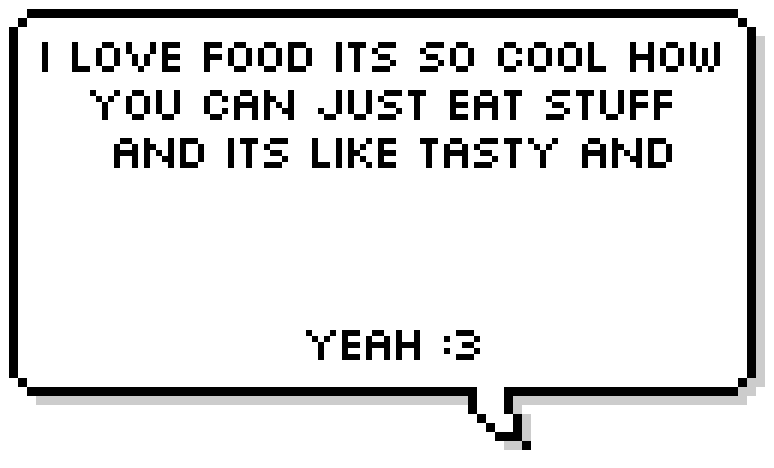 I LOVE FOOD ITS SO COOL HOW
YOU CAN JUST EAT STUFF
AND ITS LIKE TASTY AND
YEAH :3